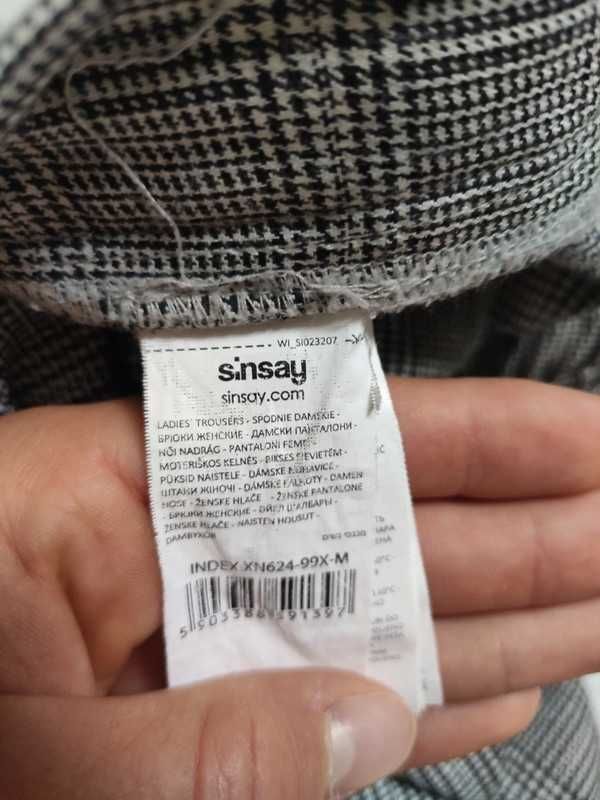 WI_SI023207
sinsay
sinsay.com
LADIES' TROUSERS - SPODNIE DAMSKIE -
БРЮКИ ЖЕНСКИЕ - ДАМСКИ ПАНТАЛОНИ -
NŐI NADRÁG - PANTALONI FEMEI -
MOTERIŠKOS KELNĖS - BIKSES SIEVIETĒM -
PÜKSID NAISTELE - DÁMSKE NOHAVICE -
ШТАНИ ЖІНОЧІ - DÁMSKÉ KALHOTY - DAMEN
HOSE - ŽENSKE HLAČE - ŽENSKE PANTALONE
- БРЮКИ ЖЕНСКИЕ - ӘЙЕЛ ШАЛБАРЫ -
ŽENSKE HLAČE - NAISTEN HOUSUT -
INDEX XN624-99X-M